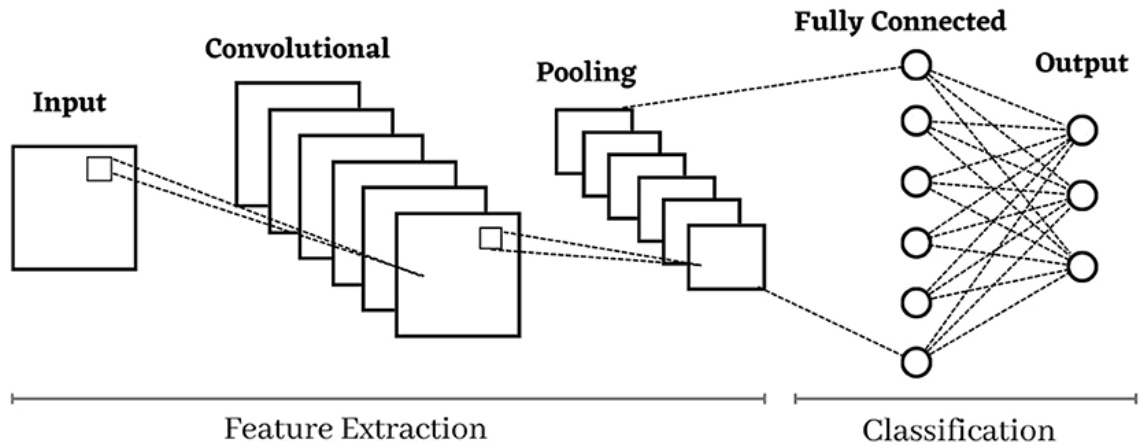 Input
Convolutional
Pooling
Fully Connected
Output
Feature Extraction
Classification